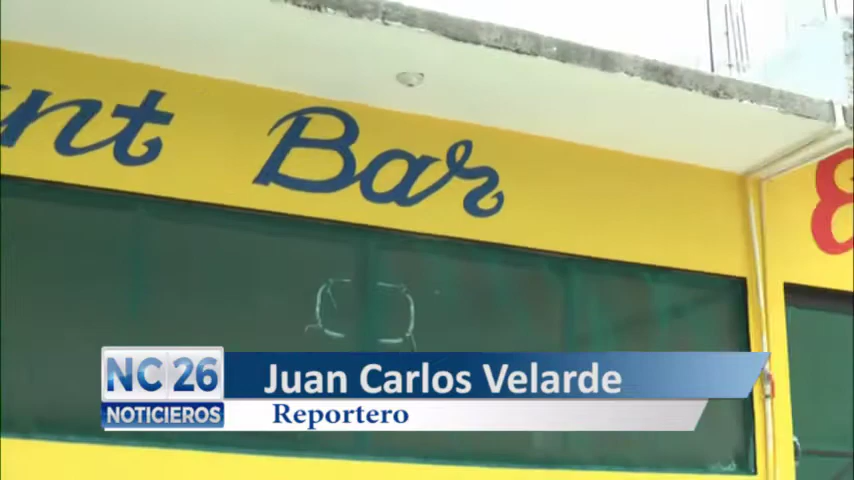 nt Bar
NC 26
NOTICIEROS
Juan Carlos Velarde
Reportero